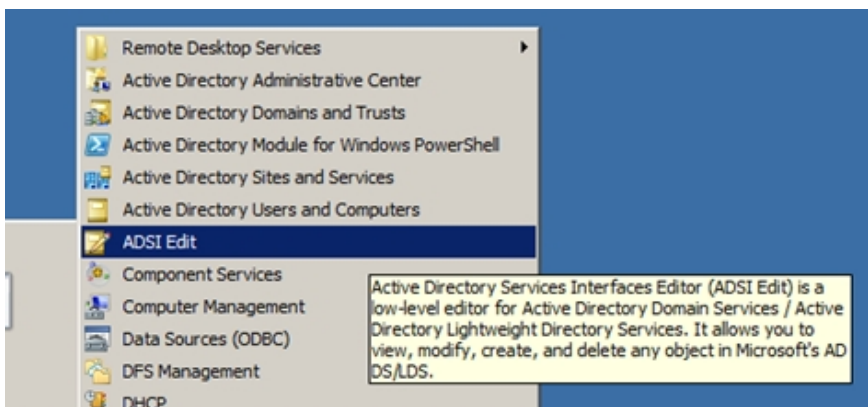 Remote Desktop Services
Active Directory Administrative Center
Active Directory Domains and Trusts
Active Directory Module for Windows PowerShell
Active Directory Sites and Services
Active Directory Users and Computers
ADSI Edit
Component Services
Computer Management
Data Sources (ODBC)
DFS Management
DHCP
Active Directory Services Interfaces Editor (ADSI Edit) is a
low-level editor for Active Directory Domain Services / Active
Directory Lightweight Directory Services. It allows you to
view, modify, create, and delete any object in Microsoft's AD
DS/LDS.